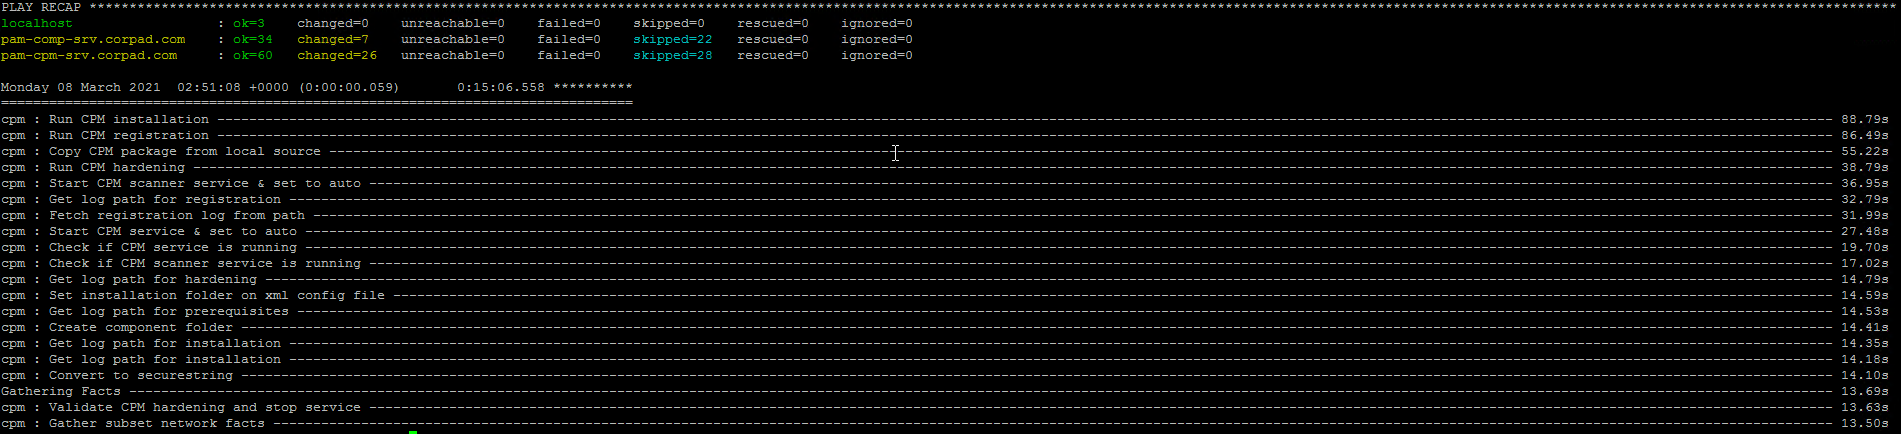 PLAY RECAP ****************************************************************************************************************************************************************************************************************************
localhost : ok=3 changed=0 unreachable=0 failed=0 skipped=0 rescued=0 ignored=0
pam-comp-srv.corpad.com : ok=34 changed=7 unreachable=0 failed=0 skipped=22 rescued=0 ignored=0
pam-cpm-srv.corpad.com : ok=60 changed=26 unreachable=0 failed=0 skipped=28 rescued=0 ignored=0
Monday 08 March 2021 02:51:08 +0000 (0:00:00.059) 0:15:06.558 **********
===============================================================================
cpm : Run CPM installation ---- 88.79s
cpm : Run CPM registration ---- 86.49s
cpm : Copy CPM package from local source ---- 55.22s
cpm : Run CPM hardening ---- 38.79s
cpm : Start CPM scanner service & set to auto ---- 36.95s
cpm : Get log path for registration ---- 32.79s
cpm : Fetch registration log from path ---- 31.99s
cpm : Start CPM service & set to auto ---- 27.48s
cpm : Check if CPM service is running ---- 19.70s
cpm : Check if CPM scanner service is running ---- 17.02s
cpm : Get log path for hardening ---- 14.79s
cpm : Set installation folder on xml config file ---- 14.59s
cpm : Get log path for prerequisites ---- 14.53s
cpm : Create component folder ---- 14.41s
cpm : Get log path for installation ---- 14.35s
cpm : Get log path for installation ---- 14.18s
cpm : Convert to securestring ---- 14.10s
Gathering Facts ---- 13.69s
cpm : Validate CPM hardening and stop service ---- 13.63s
cpm : Gather subset network facts ---- 13.50s